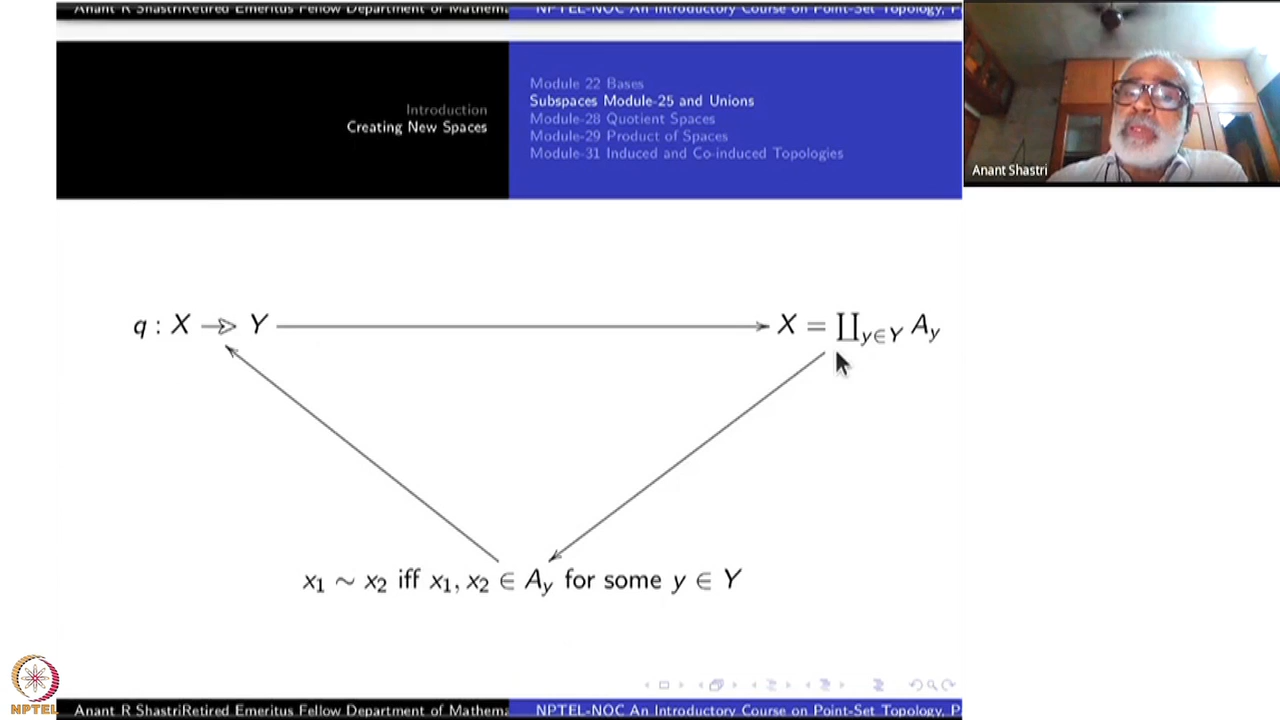 Anant R ShastriRetired Emeritus Fellow Department of Mathema
NPTEL-NOC An Introductory Course on Point-Set Topology, P
Introduction
Creating New Spaces
Module 22 Bases
Subspaces Module-25 and Unions
Module-28 Quotient Spaces
Module-29 Product of Spaces
Module-31 Induced and Co-induced Topologies
Anant Shastri
q : X ↠ Y
X = ∐_{y∈Y} A_y
x₁ ∼ x₂ iff x₁, x₂ ∈ A_y for some y ∈ Y
NPTEL
Anant R ShastriRetired Emeritus Fellow Department of Mathema
NPTEL-NOC An Introductory Course on Point-Set Topology, P